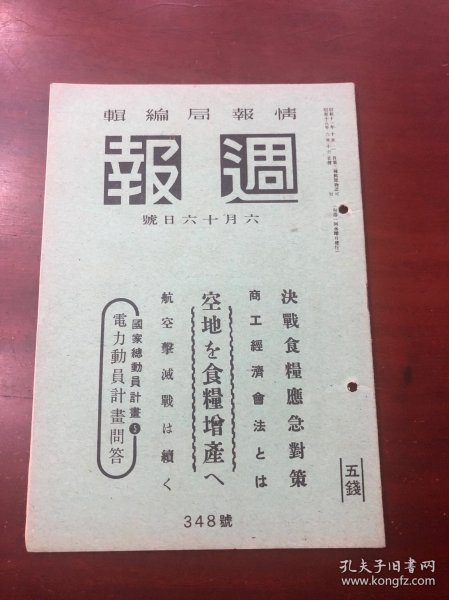 情報局編輯
週報
六月十六日號
決戰食糧應急對策
商工經濟會法とは
空地を食糧增產へ
航空擊滅戰は續く
國家總動員計畫
電力動員計畫問答
五錢
348號
孔夫子旧书网
www.kongfz.com